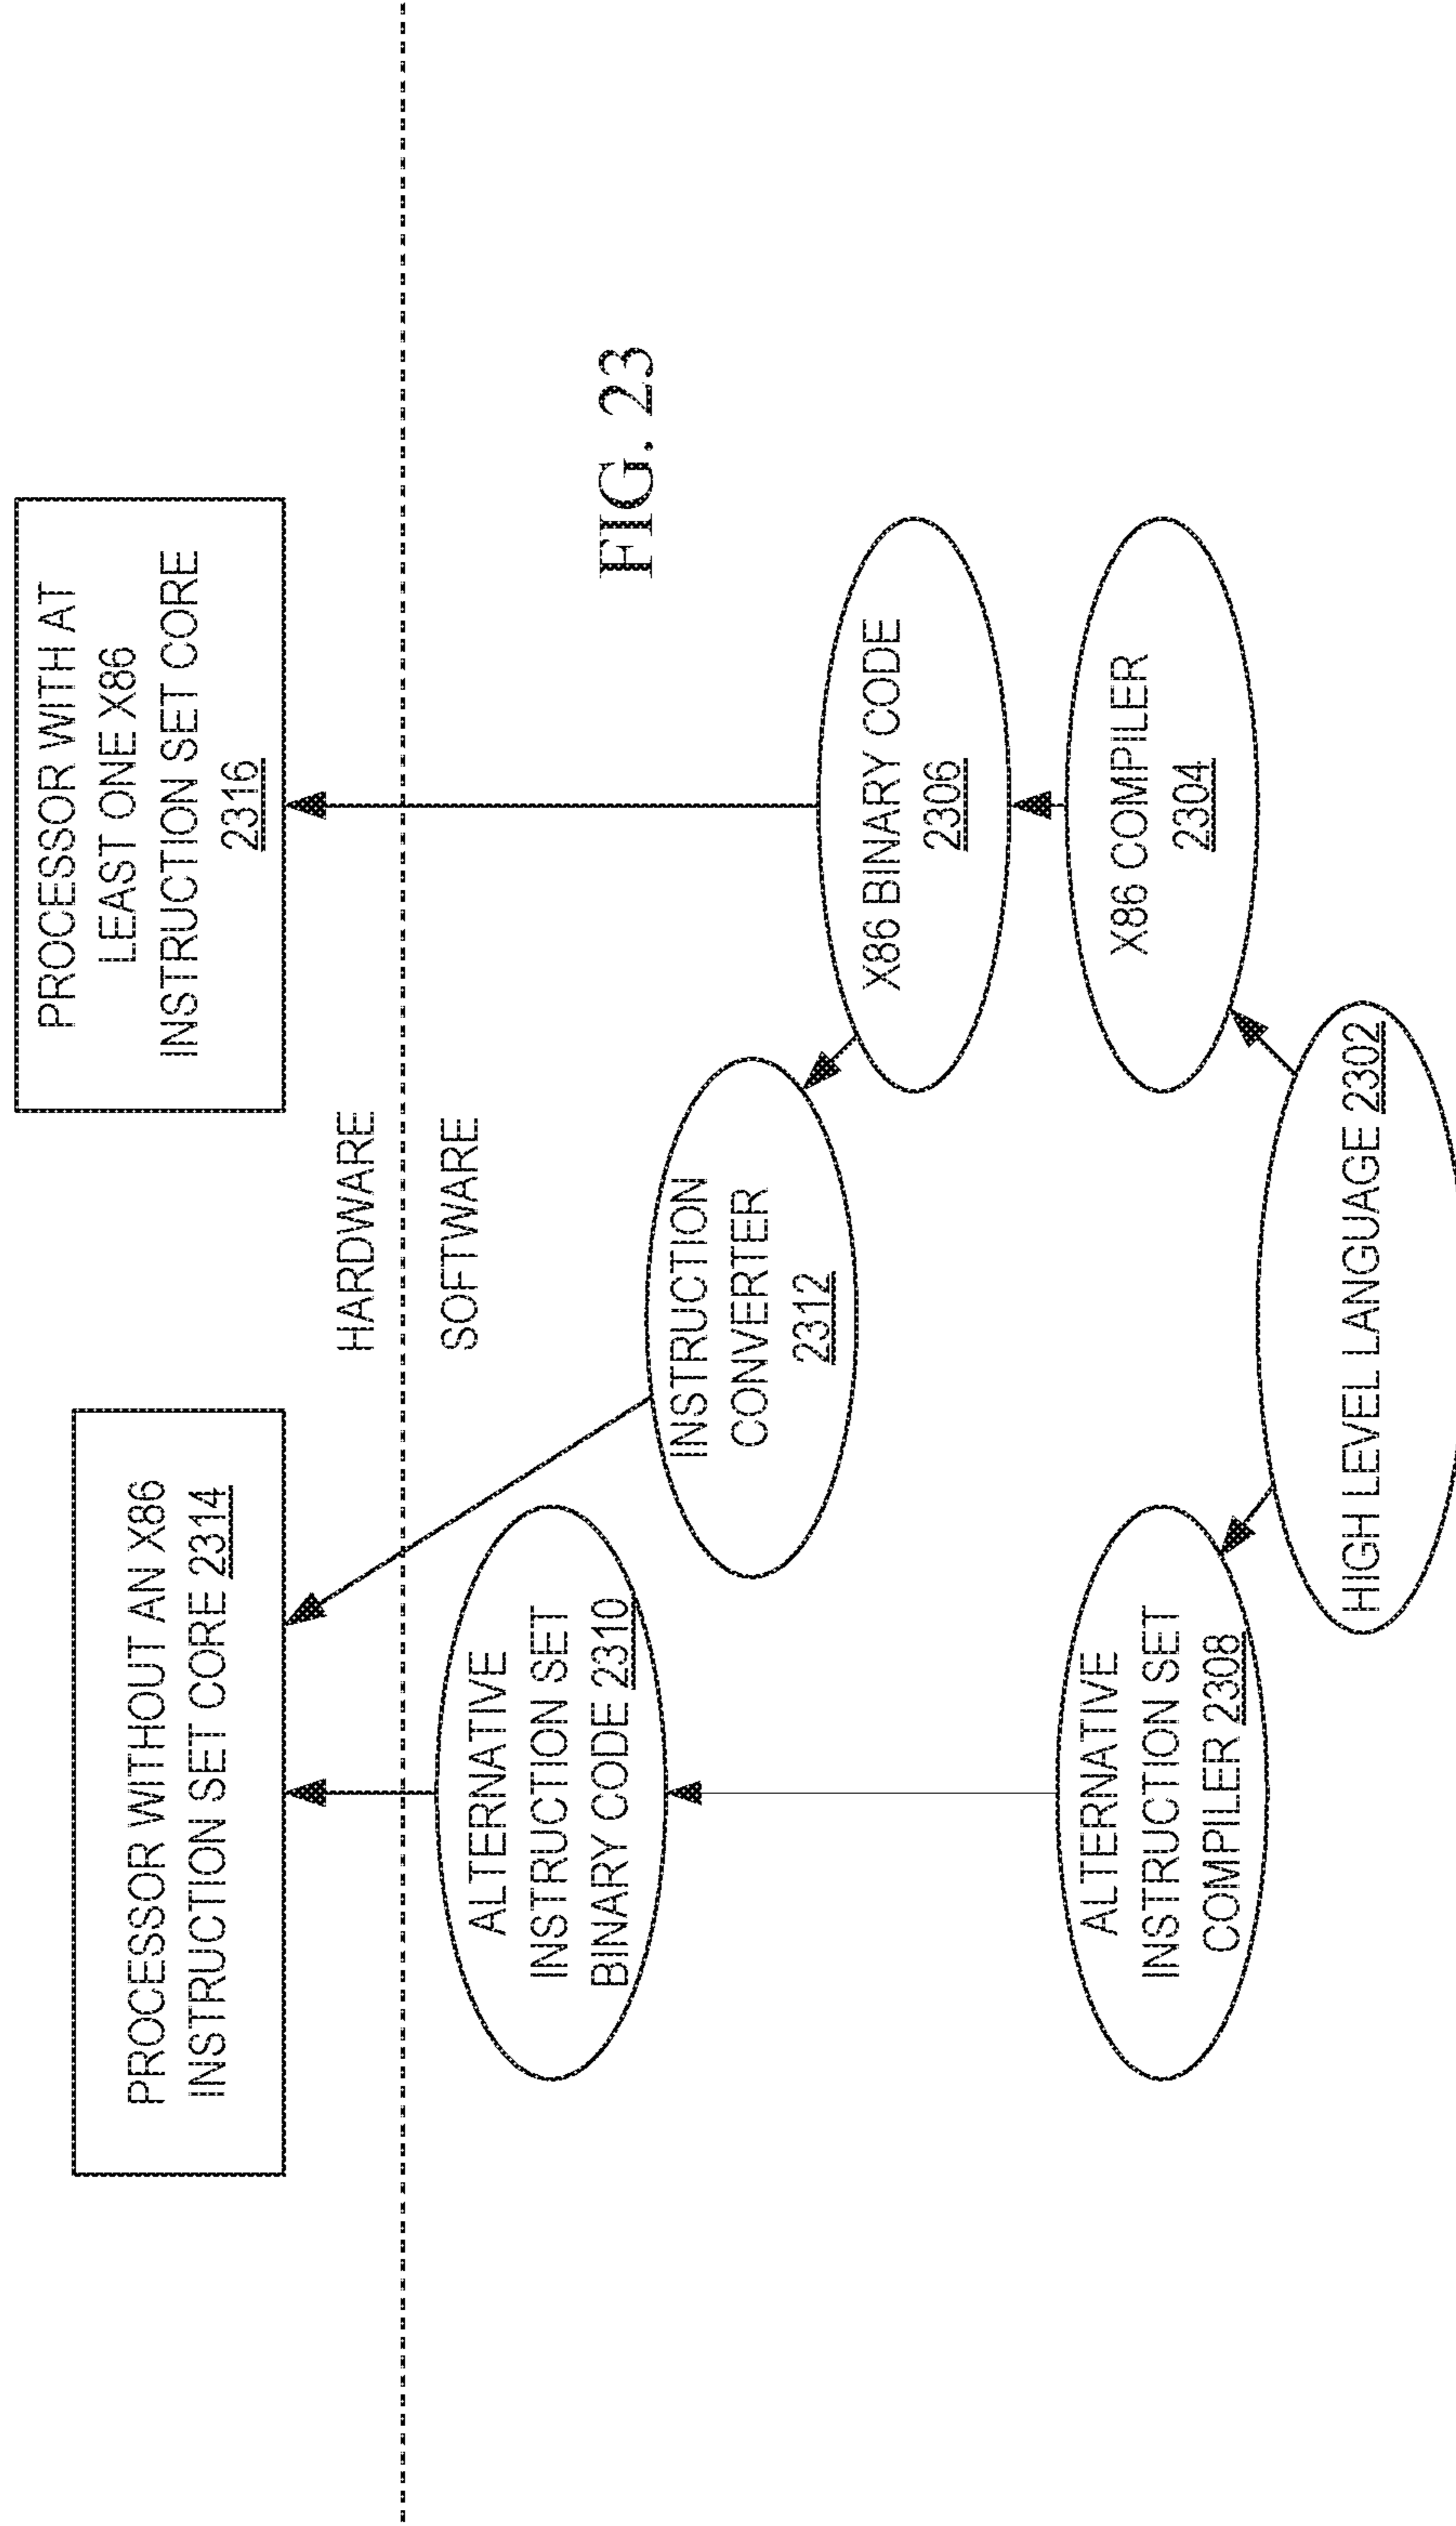 PROCESSOR WITHOUT AN X86
INSTRUCTION SET CORE 2314
PROCESSOR WITH AT
LEAST ONE X86
INSTRUCTION SET CORE
2316
HARDWARE
SOFTWARE
ALTERNATIVE
INSTRUCTION SET
BINARY CODE 2310
INSTRUCTION
CONVERTER
2312
FIG. 23
X86 BINARY CODE
2306
ALTERNATIVE
INSTRUCTION SET
COMPILER 2308
X86 COMPILER
2304
HIGH LEVEL LANGUAGE 2302